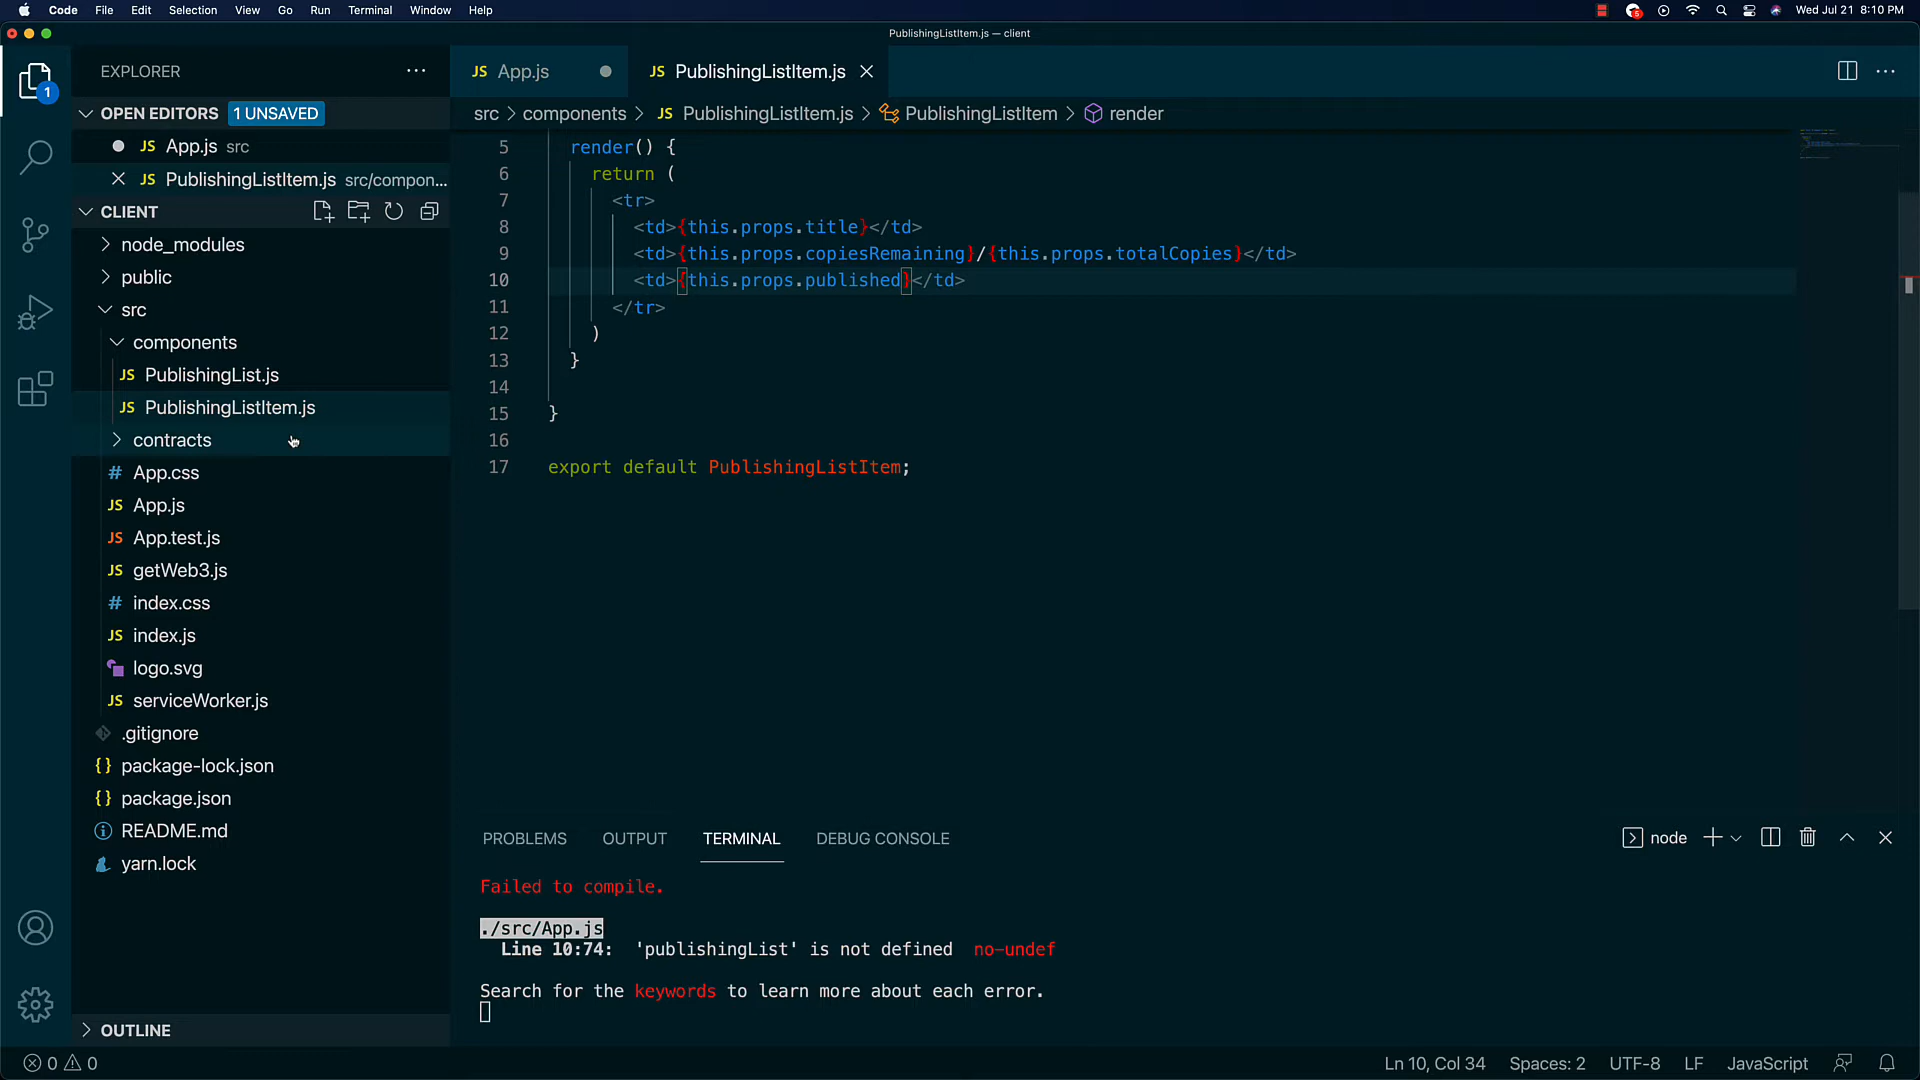 Code File Edit Selection View Go Run Terminal Window Help
5
Wed Jul 21 8:10 PM
PublishingListItem.js — client
EXPLORER
JS App.js
JS PublishingListItem.js
1
OPEN EDITORS 1 UNSAVED
src > components > JS PublishingListItem.js > PublishingListItem > render
JS App.js src
JS PublishingListItem.js src/compon...
CLIENT
node_modules
public
src
components
JS PublishingList.js
JS PublishingListItem.js
contracts
# App.css
JS App.js
JS App.test.js
JS getWeb3.js
# index.css
JS index.js
logo.svg
JS serviceWorker.js
.gitignore
{} package-lock.json
{} package.json
README.md
yarn.lock
OUTLINE
5 render() {
6 return (
7 <tr>
8 <td>{this.props.title}</td>
9 <td>{this.props.copiesRemaining}/{this.props.totalCopies}</td>
10 <td>{this.props.published}</td>
11 </tr>
12 )
13 }
14
15 }
16
17 export default PublishingListItem;
PROBLEMS OUTPUT TERMINAL DEBUG CONSOLE
node
Failed to compile.
./src/App.js
Line 10:74: 'publishingList' is not defined no-undef
Search for the keywords to learn more about each error.
0 0
Ln 10, Col 34 Spaces: 2 UTF-8 LF JavaScript